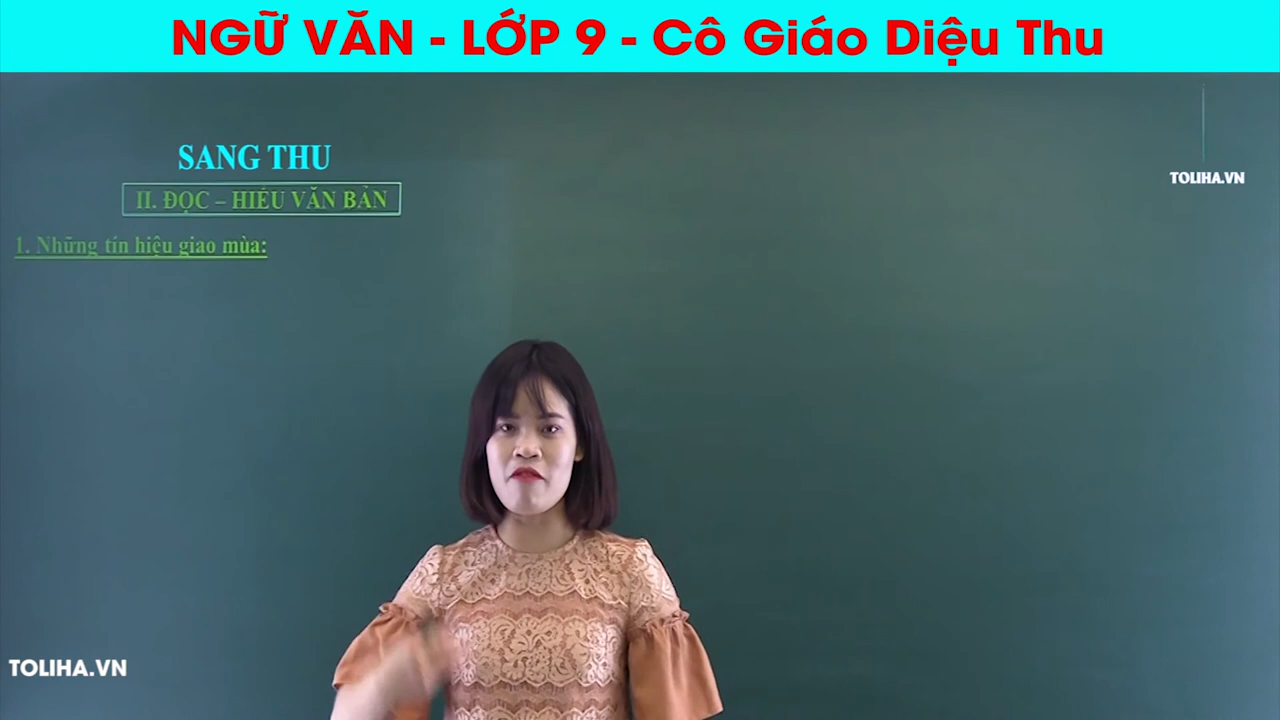 NGỮ VĂN - LỚP 9 - Cô Giáo Diệu Thu
SANG THU
TOLIHA.VN
II. ĐỌC – HIỂU VĂN BẢN
1. Những tín hiệu giao mùa:
TOLIHA.VN